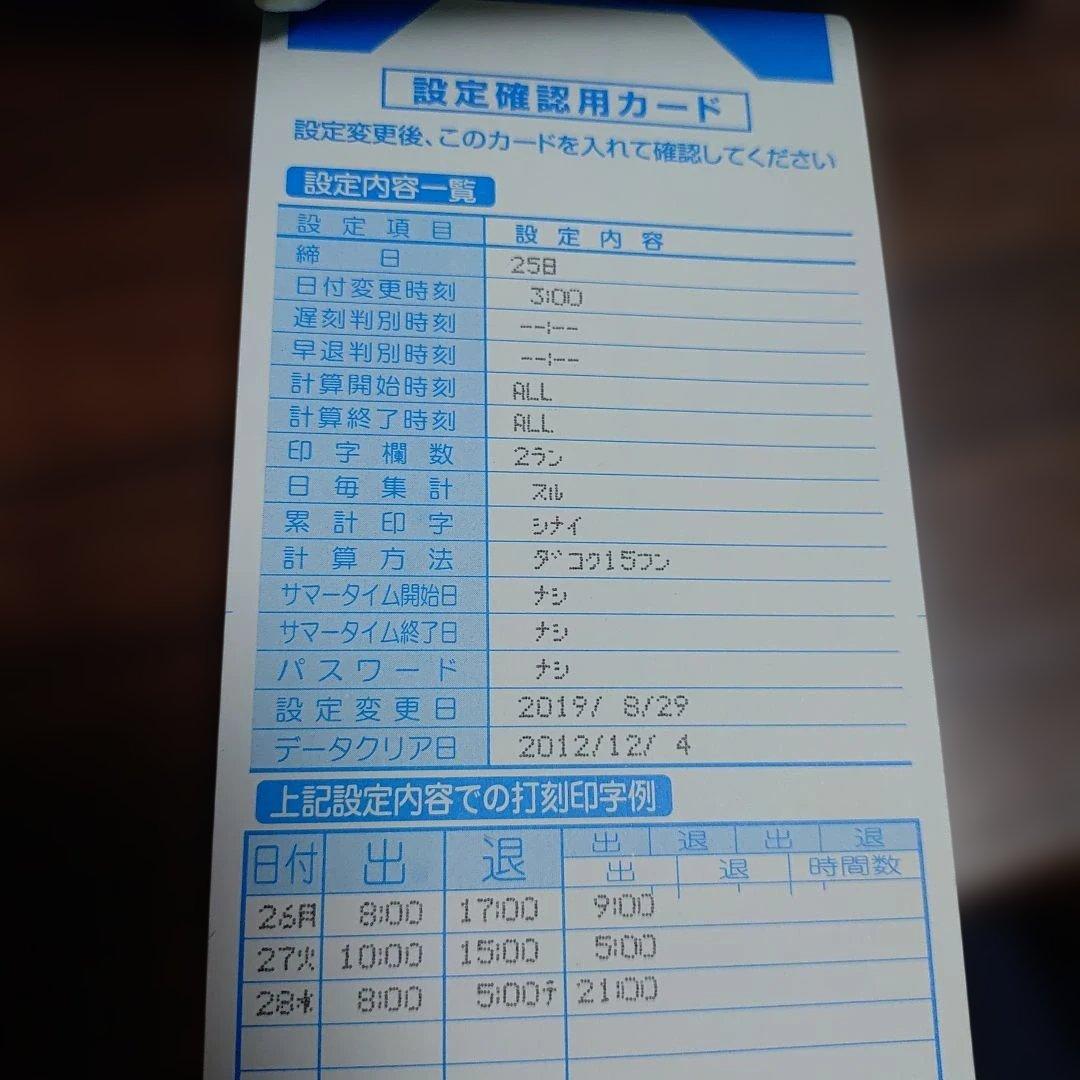 設定確認用カード
設定変更後、このカードを入れて確認してください
設定内容一覧
設定項目 設定内容
締日 25日
日付変更時刻 3:00
遅刻判別時刻 --:--
早退判別時刻 --:--
計算開始時刻 ALL
計算終了時刻 ALL
印字欄数 2ラン
日毎集計 スル
累計印字 シナイ
計算方法 ダコク15フン
サマータイム開始日 ナシ
サマータイム終了日 ナシ
パスワード ナシ
設定変更日 2019/ 8/29
データクリア日 2012/12/ 4
上記設定内容での打刻印字例
日付 出 退 出 退 出 退
出 退 時間数
26月 8:00 17:00 9:00
27火 10:00 15:00 5:00
28水 8:00 5:00テ 21:00